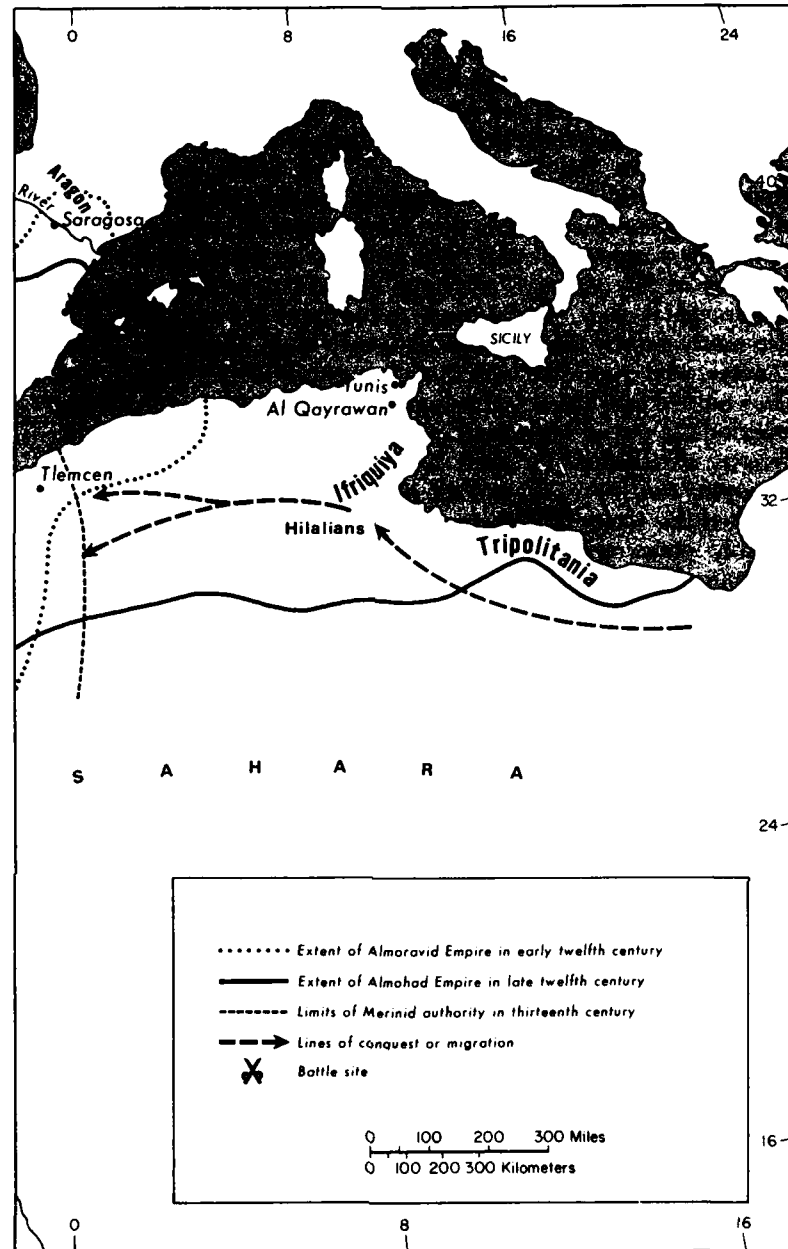 0 8 16 24
40
Aragon
River
Saragosa
SICILY
Tunis
Al Qayrawan
Tlemcen
Ifriquiya
32
Hilalians
Tripolitania
S A H A R A
24
Extent of Almoravid Empire in early twelfth century
Extent of Almohad Empire in late twelfth century
Limits of Merinid authority in thirteenth century
Lines of conquest or migration
Battle site
0 100 200 300 Miles
0 100 200 300 Kilometers
16
0 8 16